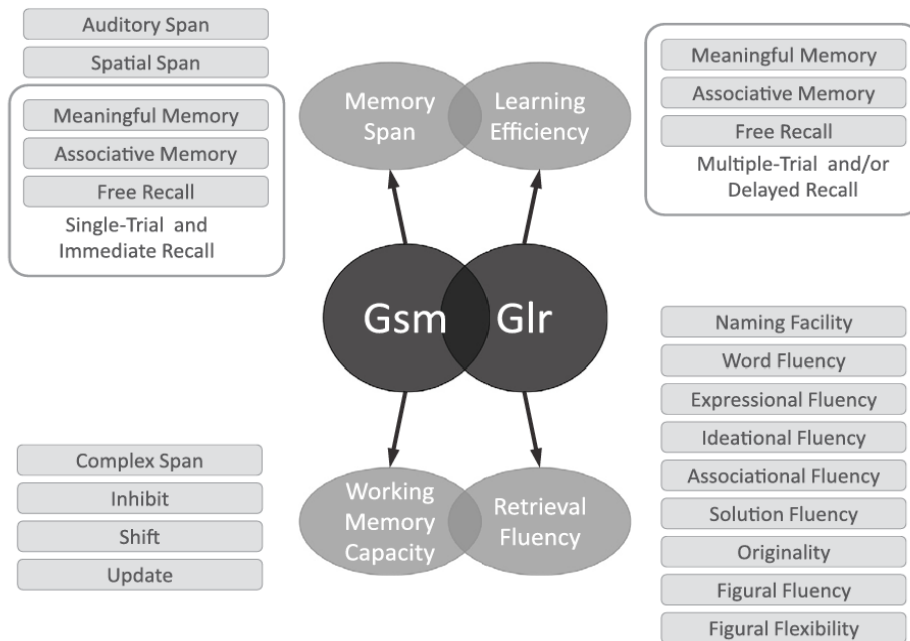 Auditory Span
Spatial Span
Meaningful Memory
Associative Memory
Free Recall
Single-Trial and
Immediate Recall
Memory
Span
Learning
Efficiency
Meaningful Memory
Associative Memory
Free Recall
Multiple-Trial and/or
Delayed Recall
Gsm
Glr
Complex Span
Inhibit
Shift
Update
Working
Memory
Capacity
Retrieval
Fluency
Naming Facility
Word Fluency
Expressional Fluency
Ideational Fluency
Associational Fluency
Solution Fluency
Originality
Figural Fluency
Figural Flexibility